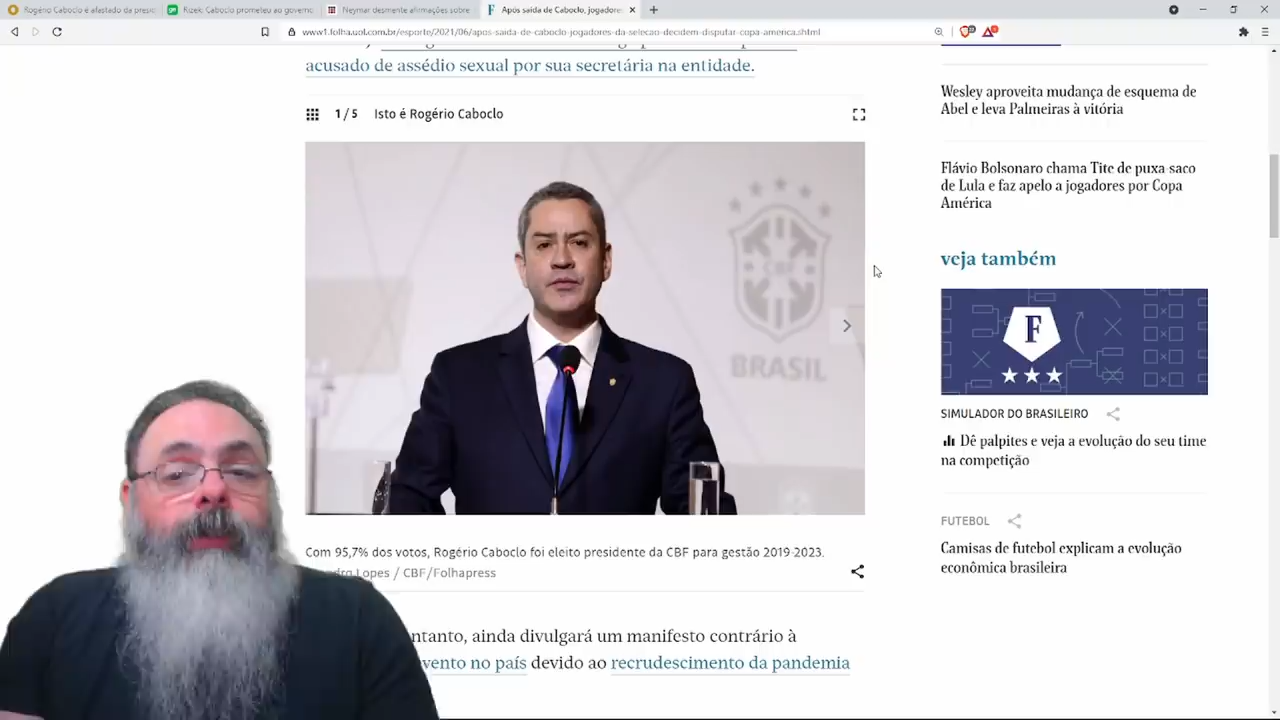 Rogério Caboclo é afastado da presid
Rizek: Caboclo prometeu ao governo
Neymar desmente afirmações sobre
Após saída de Caboclo, jogadores
www1.folha.uol.com.br/esporte/2021/06/apos-saida-de-caboclo-jogadores-da-selecao-decidem-disputar-copa-america.shtml
acusado de assédio sexual por sua secretária na entidade.
1 / 5 Isto é Rogério Caboclo
CBF
BRASIL
Com 95,7% dos votos, Rogério Caboclo foi eleito presidente da CBF para gestão 2019-2023.
Lopes / CBF/Folhapress
ntanto, ainda divulgará um manifesto contrário à
vento no país devido ao recrudescimento da pandemia
Wesley aproveita mudança de esquema de
Abel e leva Palmeiras à vitória
Flávio Bolsonaro chama Tite de puxa-saco
de Lula e faz apelo a jogadores por Copa
América
veja também
F
SIMULADOR DO BRASILEIRO
Dê palpites e veja a evolução do seu time
na competição
FUTEBOL
Camisas de futebol explicam a evolução
econômica brasileira